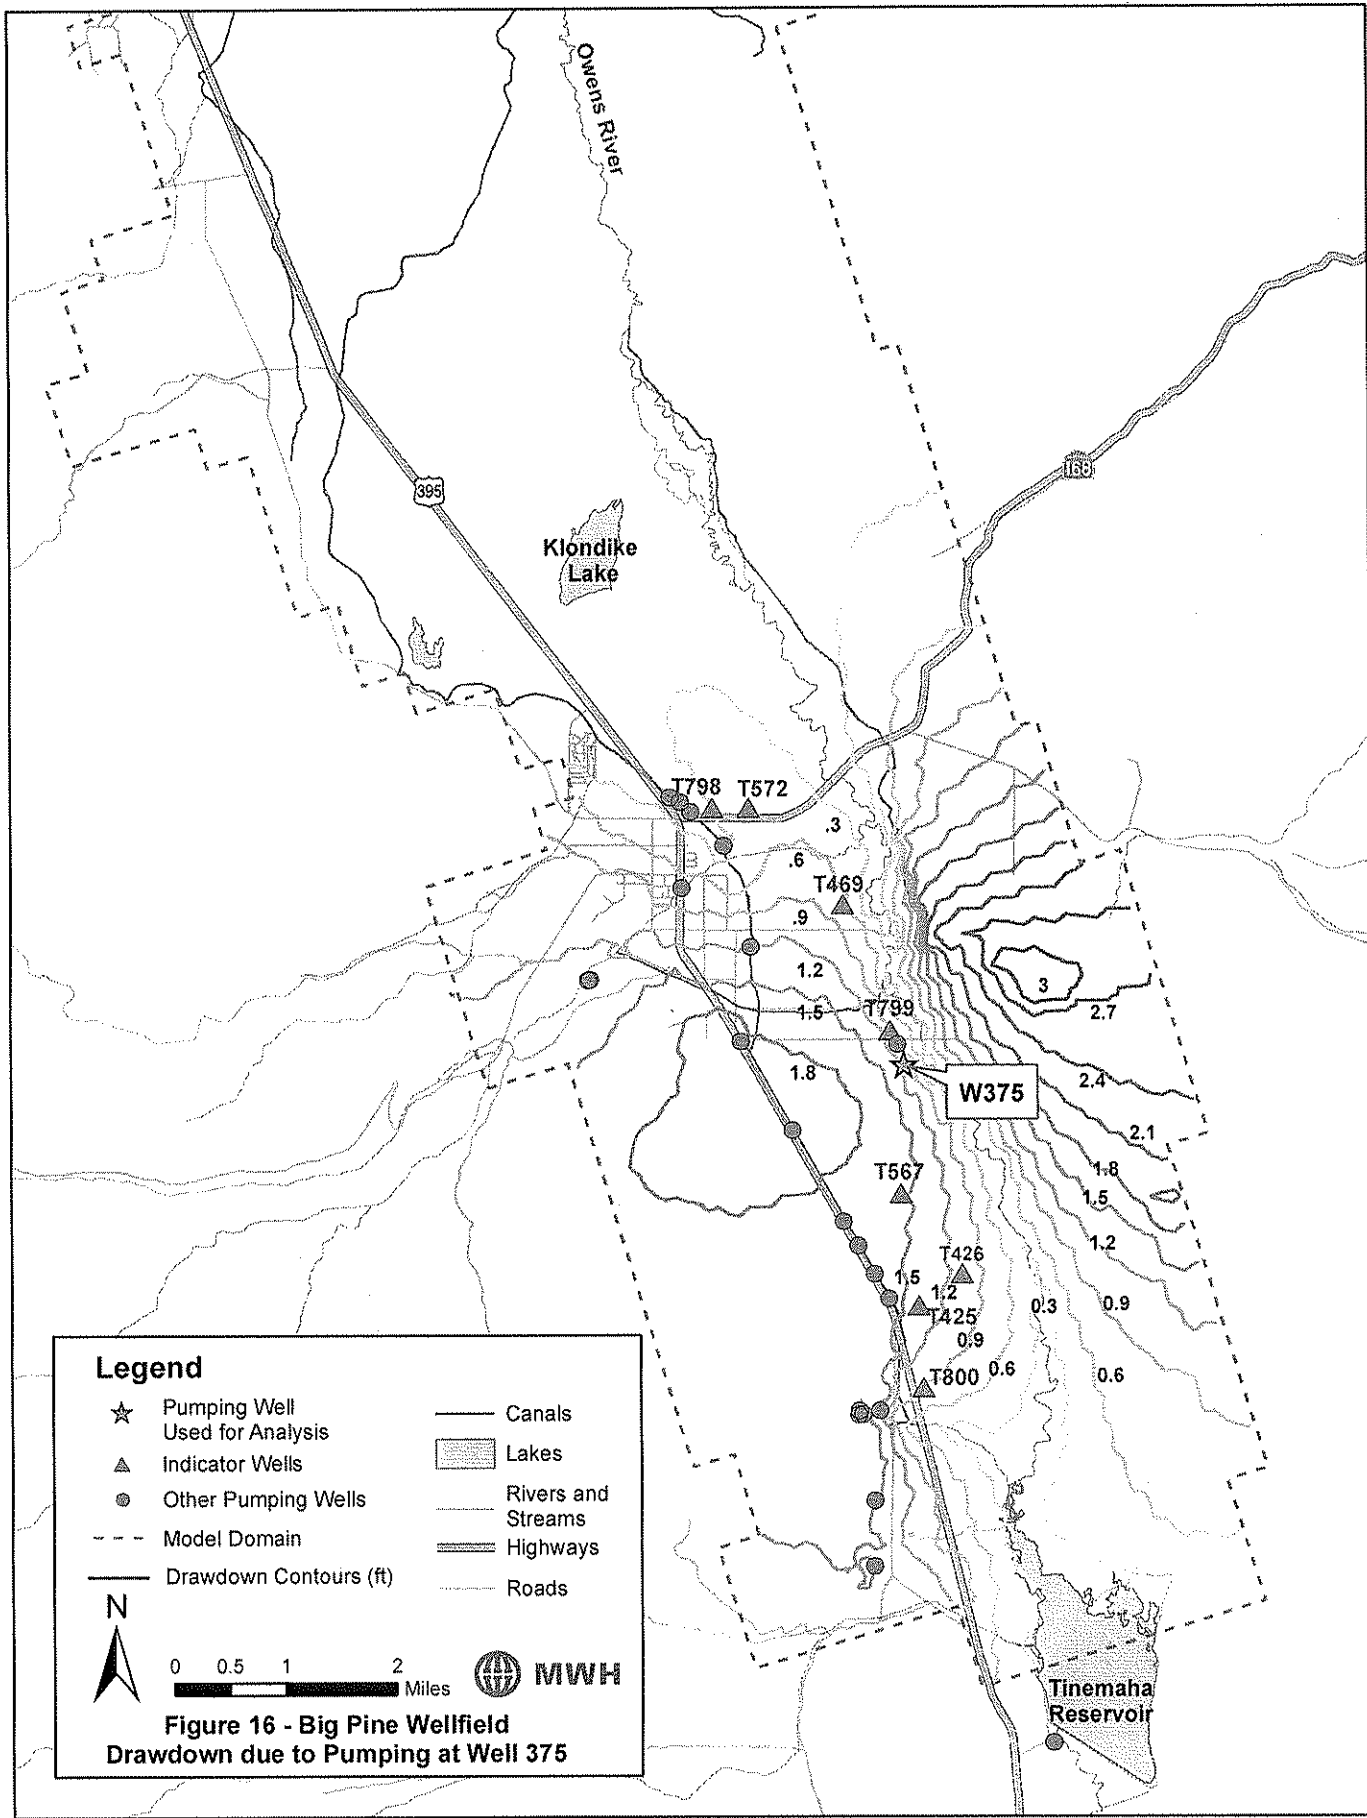 Owens River
168
395
Klondike
Lake
T798
T572
.3
.6
T469
.9
1.2
3
2.7
1.5
T799
1.8
W375
2.4
2.1
1.8
1.5
T567
1.2
T426
1.5
1.2
T425
0.3
0.9
0.9
0.6
0.6
T800
Legend
Pumping Well
Used for Analysis
Indicator Wells
Other Pumping Wells
Model Domain
Drawdown Contours (ft)
Canals
Lakes
Rivers and
Streams
Highways
Roads
N
0 0.5 1 2
Miles
MWH
Figure 16 - Big Pine Wellfield
Drawdown due to Pumping at Well 375
Tinemaha
Reservoir